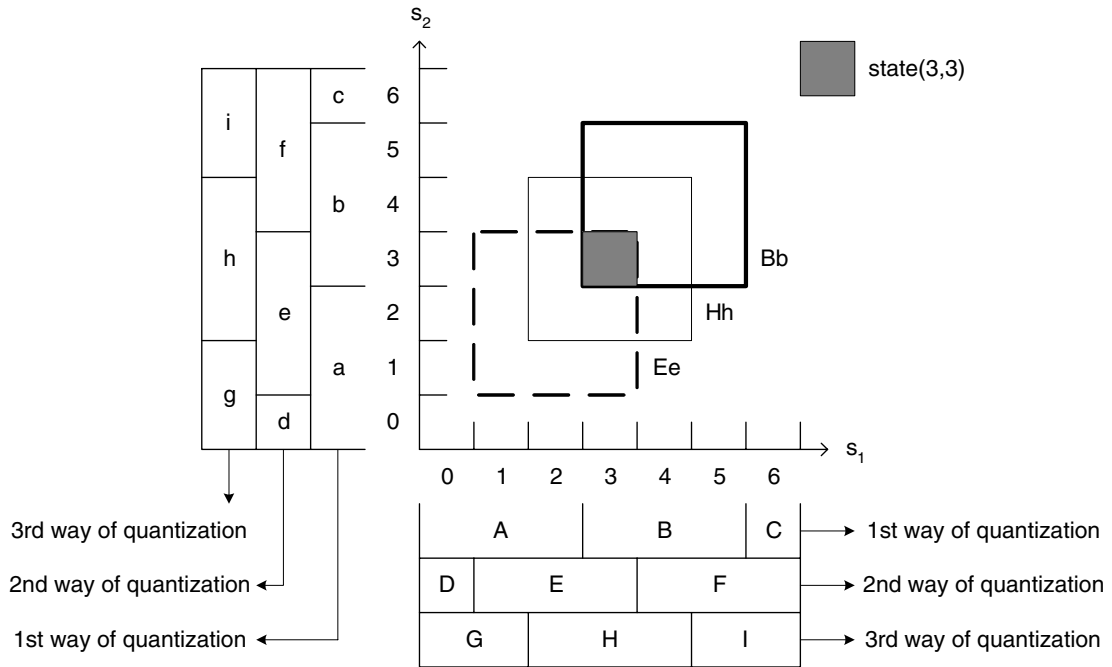 s2
state(3,3)
i
f
c
6
5
b
4
h
3
Bb
e
2
Hh
a
1
Ee
g
d
0
s1
0 1 2 3 4 5 6
3rd way of quantization
A B C
1st way of quantization
2nd way of quantization
D E F
2nd way of quantization
1st way of quantization
G H I
3rd way of quantization